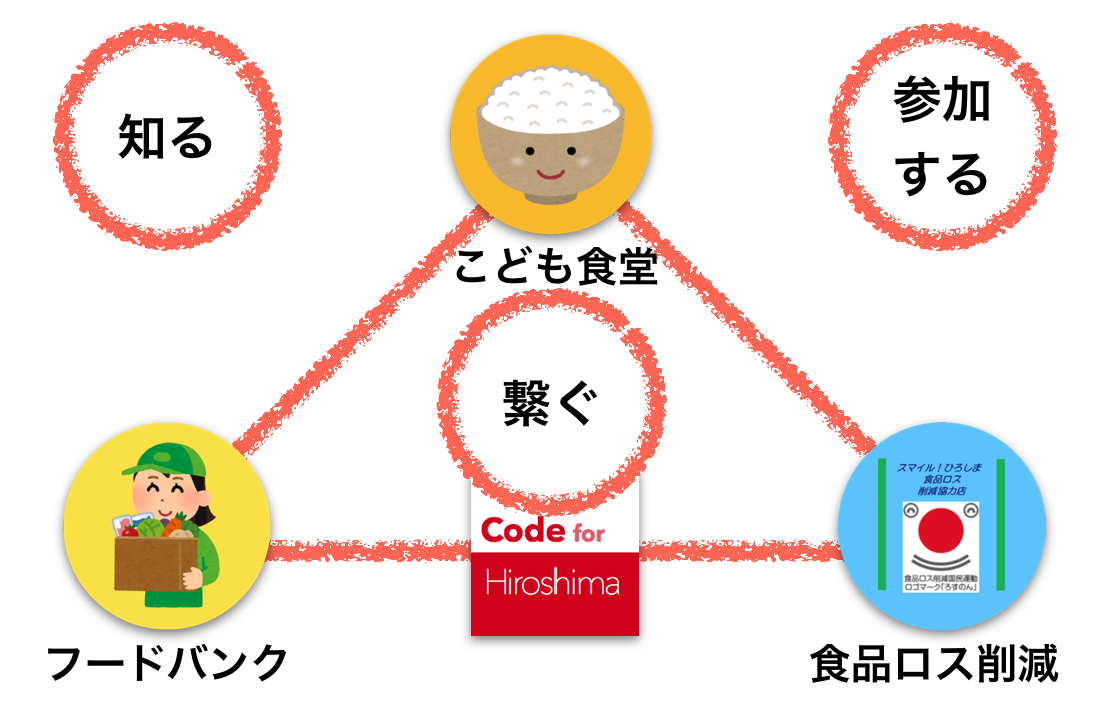 知る
参加
する
こども食堂
繋ぐ
スマイル！ひろしま
食品ロス
削減協力店
食品ロス削減国民運動
ロゴマーク「ろすのん」
Code for
Hiroshima
フードバンク
食品ロス削減